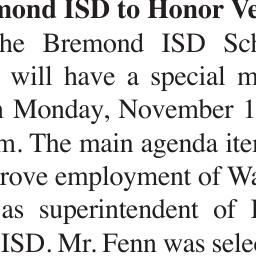 mond ISD to Honor Ve
he Bremond ISD Sch
will have a special m
n Monday, November 1
m. The main agenda iter
rove employment of Wa
as superintendent of
ISD. Mr. Fenn was selec